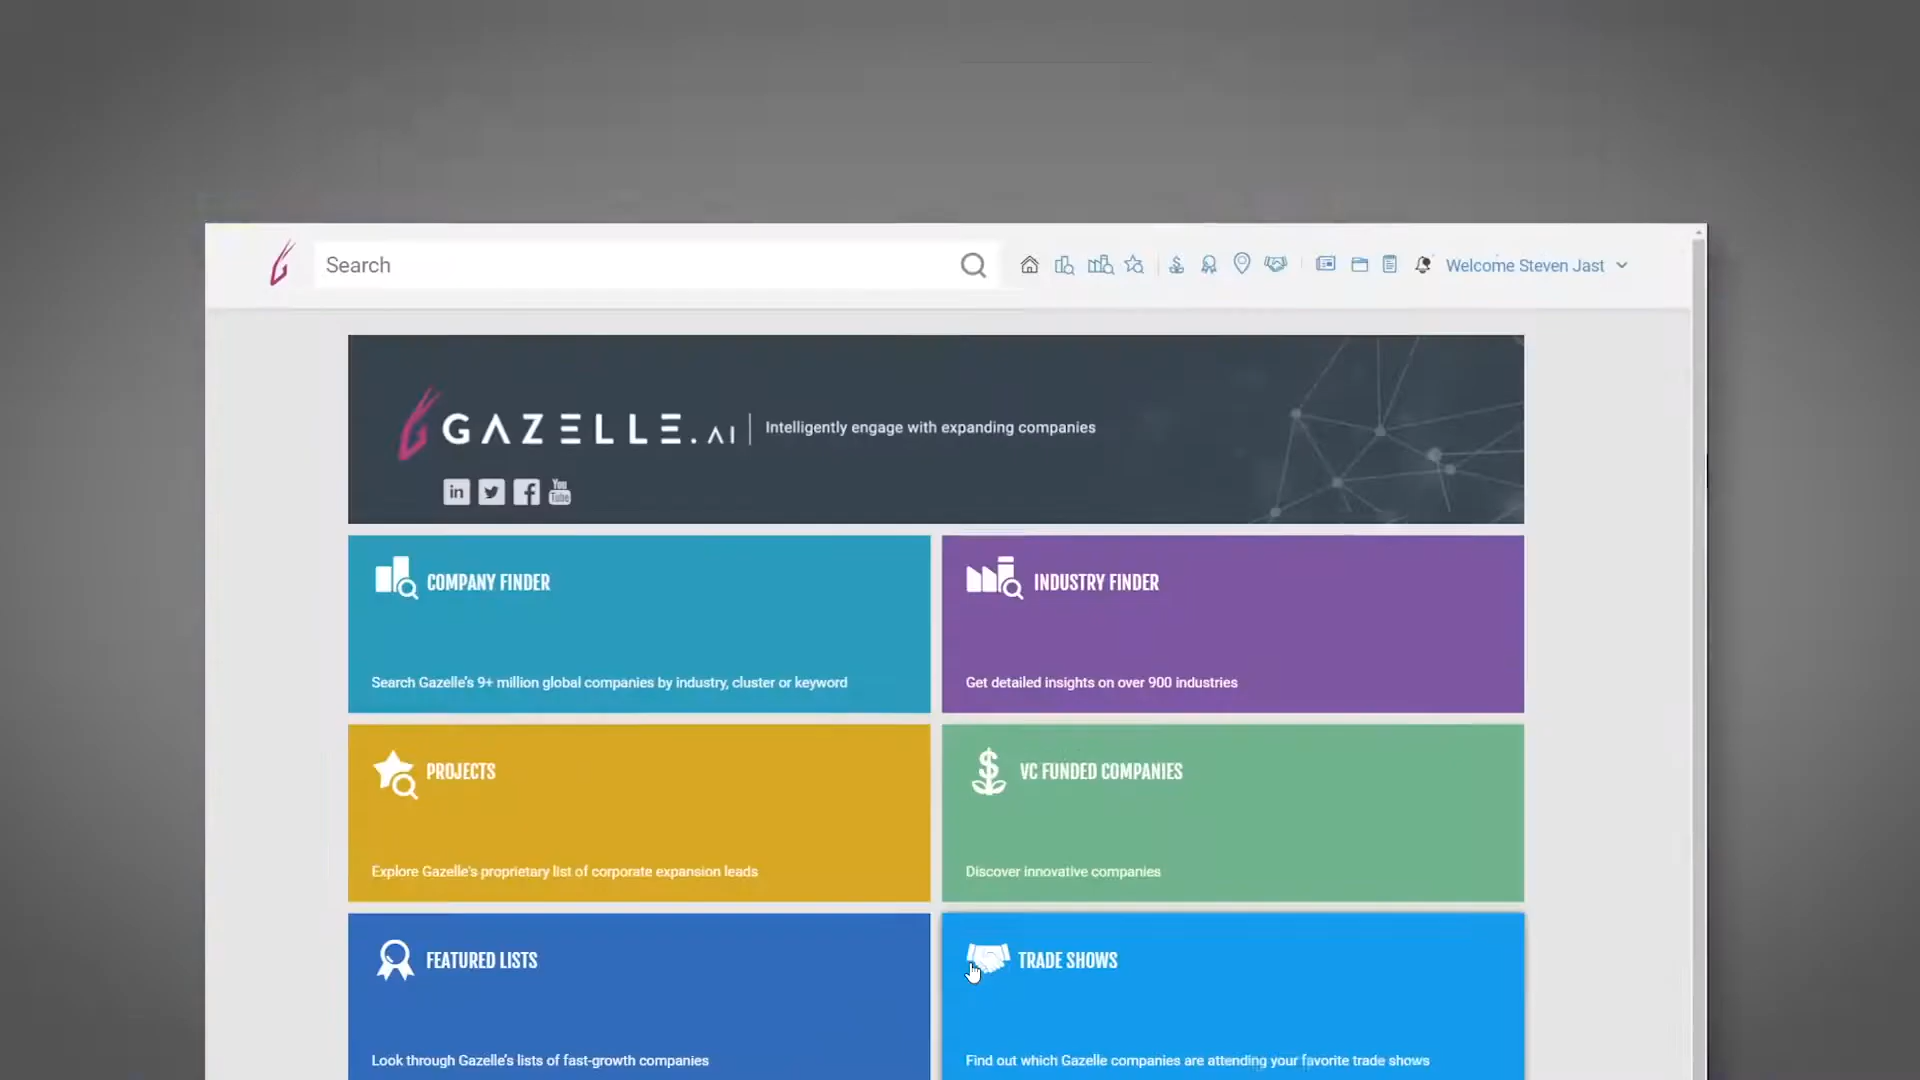 Search
Welcome Steven Jast
GAZELLE.AI
Intelligently engage with expanding companies
in
You
Tube
COMPANY FINDER
Search Gazelle's 9+ million global companies by industry, cluster or keyword
INDUSTRY FINDER
Get detailed insights on over 900 industries
PROJECTS
Explore Gazelle's proprietary list of corporate expansion leads
VC FUNDED COMPANIES
Discover innovative companies
FEATURED LISTS
Look through Gazelle's lists of fast-growth companies
TRADE SHOWS
Find out which Gazelle companies are attending your favorite trade shows